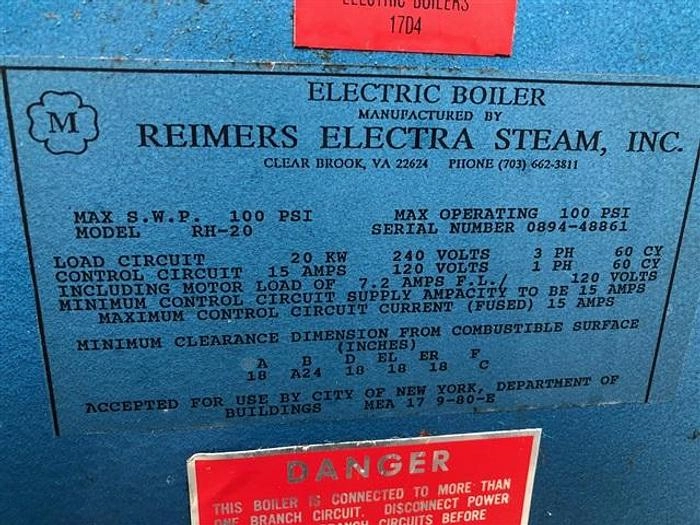 ELECTRIC BOILERS
17D4
M
ELECTRIC BOILER
MANUFACTURED BY
REIMERS ELECTRA STEAM, INC.
CLEAR BROOK, VA 22624 PHONE (703) 662-3811
MAX S.W.P. 100 PSI MAX OPERATING 100 PSI
MODEL RH-20 SERIAL NUMBER 0894-48861
LOAD CIRCUIT 20 KW 240 VOLTS 3 PH 60 CY
CONTROL CIRCUIT 15 AMPS 120 VOLTS 1 PH 60 CY
INCLUDING MOTOR LOAD OF 7.2 AMPS F.L./ 120 VOLTS
MINIMUM CONTROL CIRCUIT SUPPLY AMPACITY TO BE 15 AMPS
MAXIMUM CONTROL CIRCUIT CURRENT (FUSED) 15 AMPS
MINIMUM CLEARANCE DIMENSION FROM COMBUSTIBLE SURFACE
(INCHES)
A B D EL ER F
18 A24 18 18 18 C
ACCEPTED FOR USE BY CITY OF NEW YORK, DEPARTMENT OF
BUILDINGS MEA 17 9-80-E
DANGER
THIS BOILER IS CONNECTED TO MORE THAN
ONE BRANCH CIRCUIT. DISCONNECT POWER
BRANCH CIRCUITS BEFORE